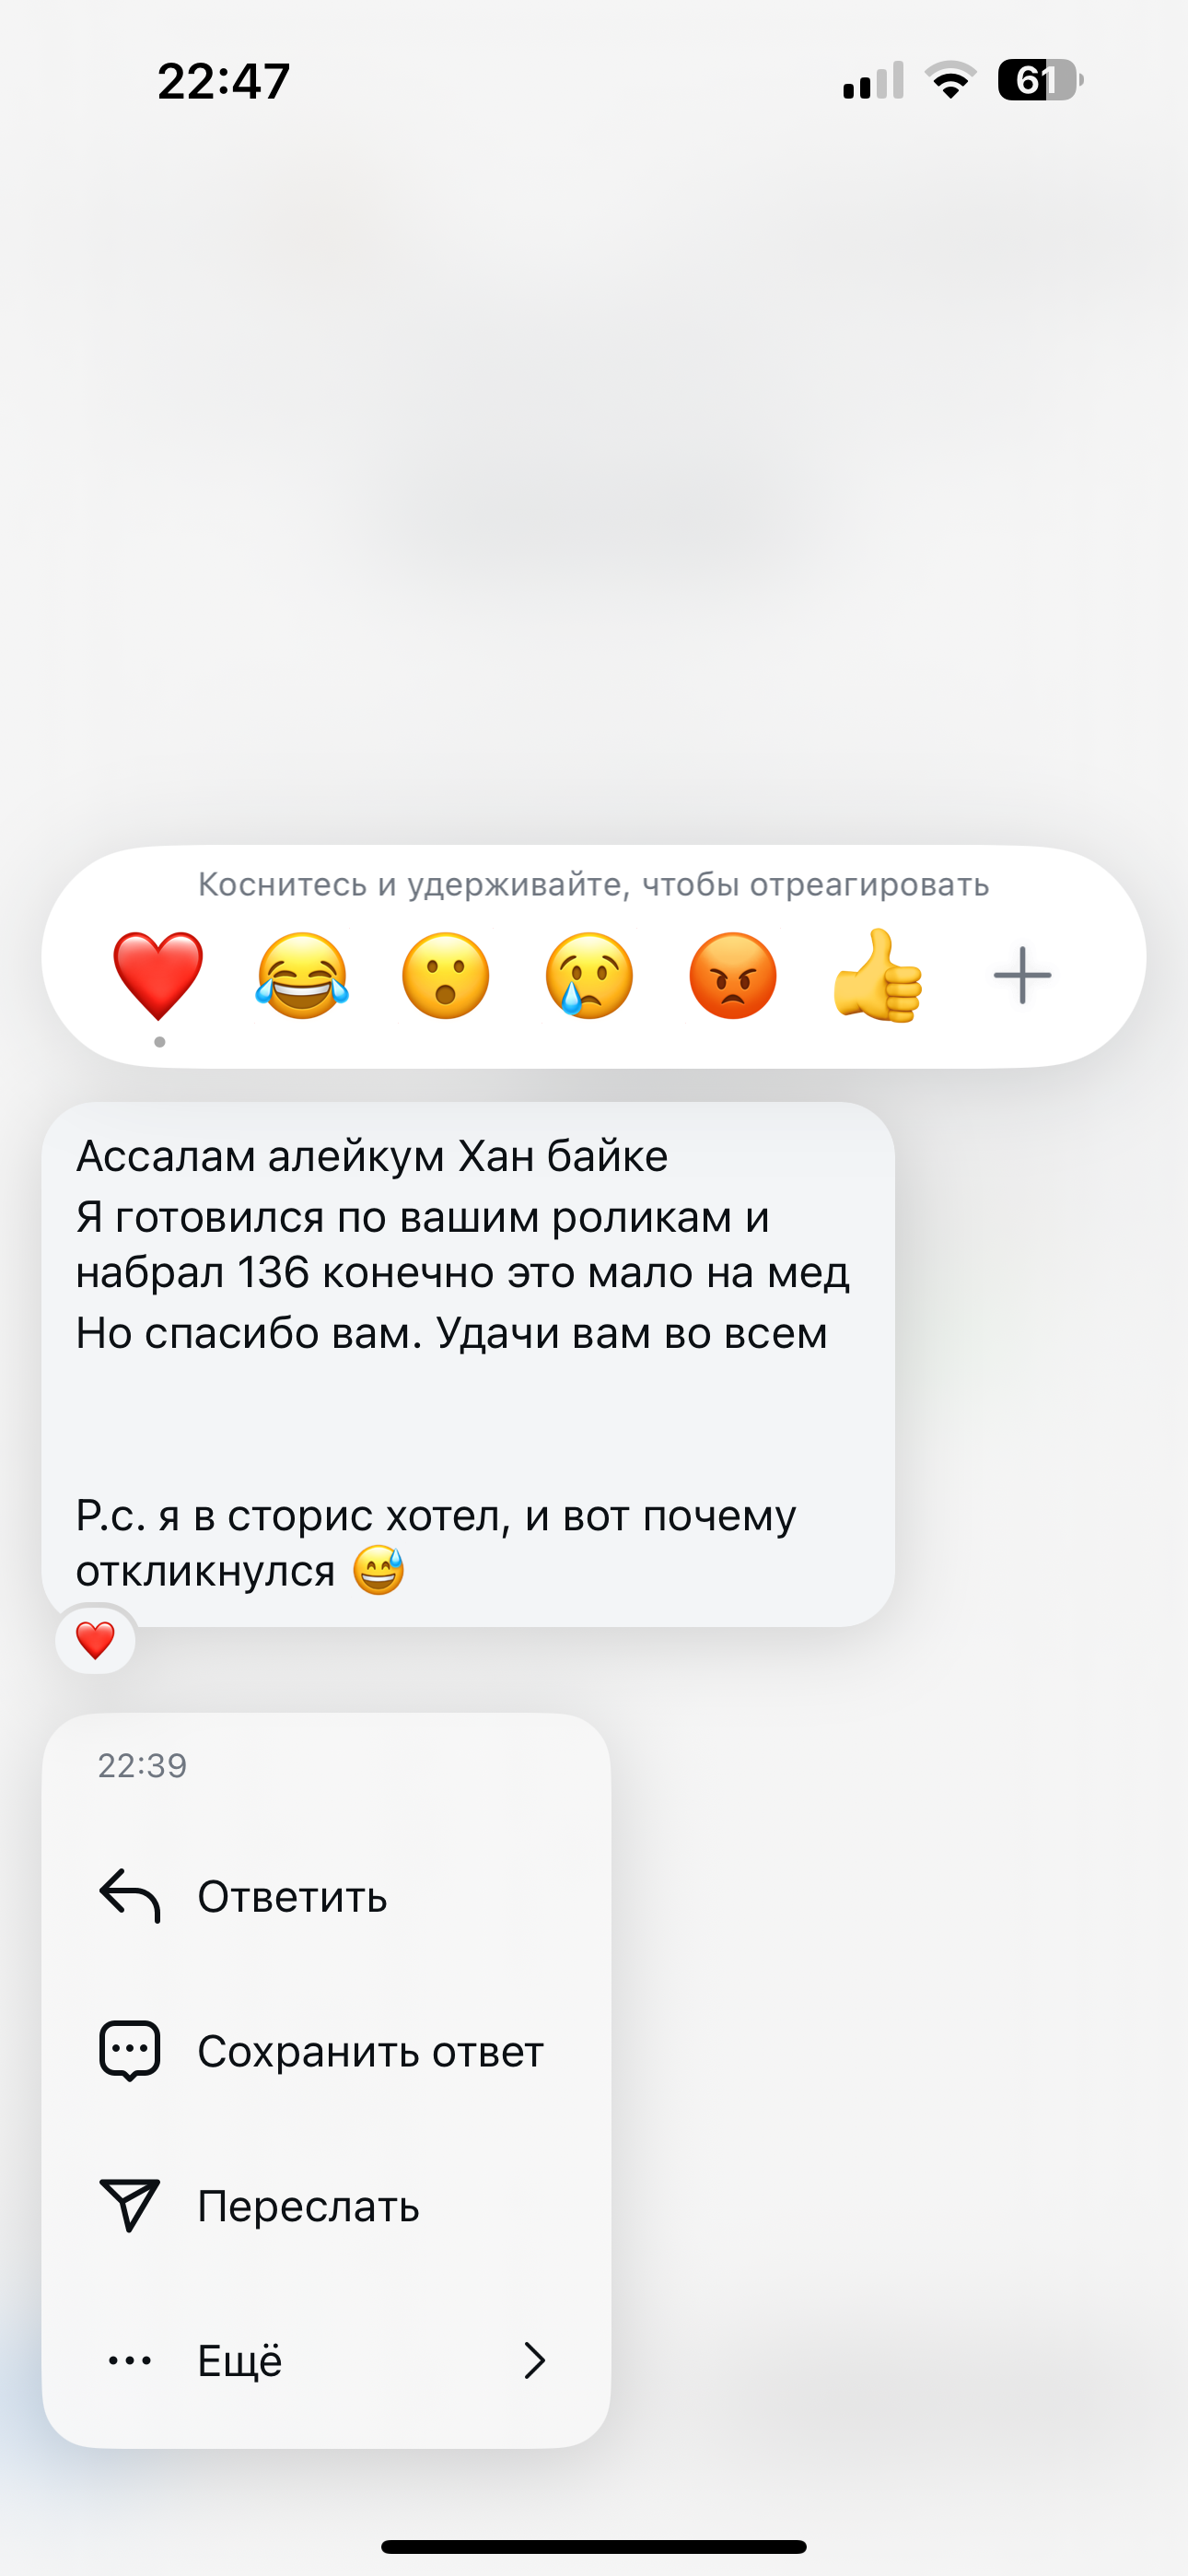 22:47
61
Коснитесь и удерживайте, чтобы отреагировать
Ассалам алейкум Хан байке
Я готовился по вашим роликам и
набрал 136 конечно это мало на мед
Но спасибо вам. Удачи вам во всем
Р.с. я в сторис хотел, и вот почему
откликнулся 😅
22:39
Ответить
Сохранить ответ
Переслать
Ещё